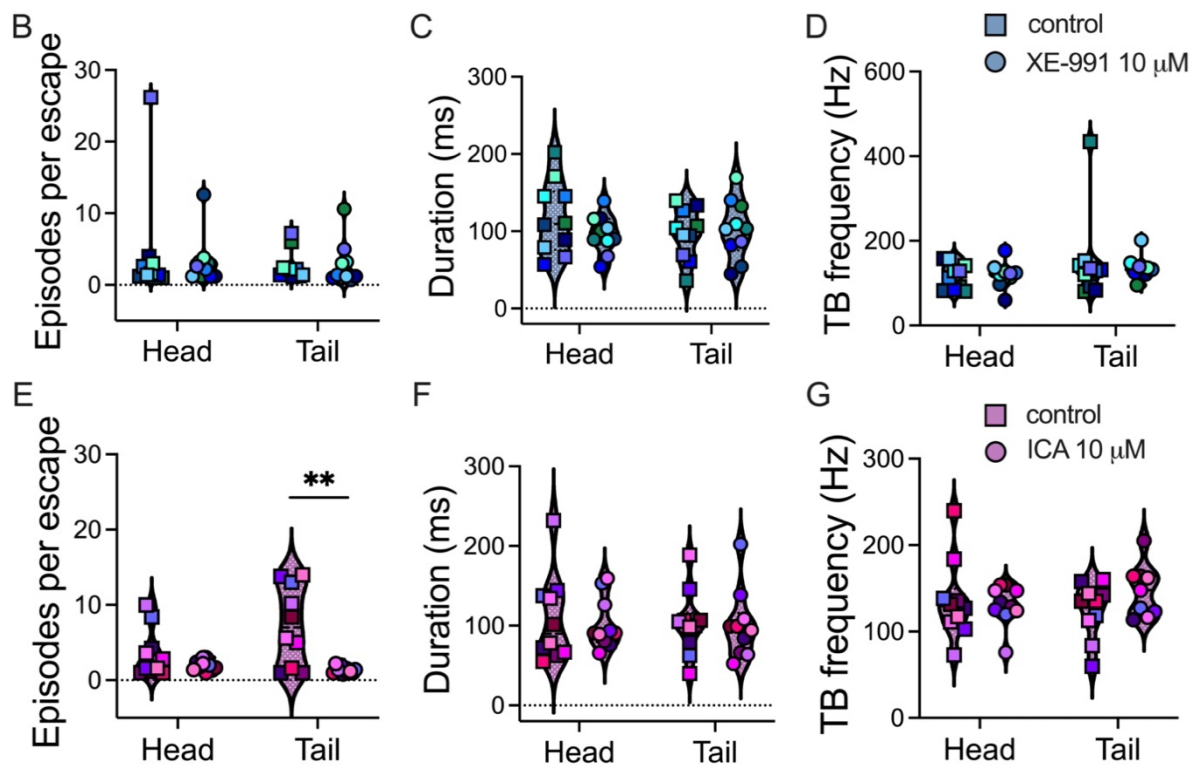 B
Episodes per escape
30
20
10
0
Head
Tail
C
Duration (ms)
300
200
100
0
Head
Tail
D
control
XE-991 10 μM
TB frequency (Hz)
600
400
200
0
Head
Tail
E
Episodes per escape
30
20
10
0
**
Head
Tail
F
Duration (ms)
300
200
100
0
Head
Tail
G
control
ICA 10 μM
TB frequency (Hz)
300
200
100
0
Head
Tail